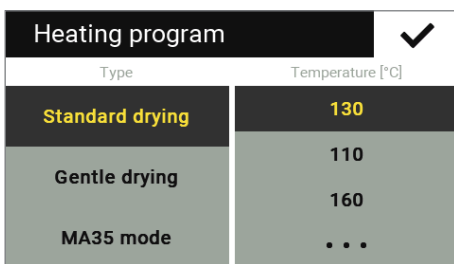 Heating program
Type
Temperature [°C]
Standard drying
130
110
Gentle drying
160
MA35 mode
...